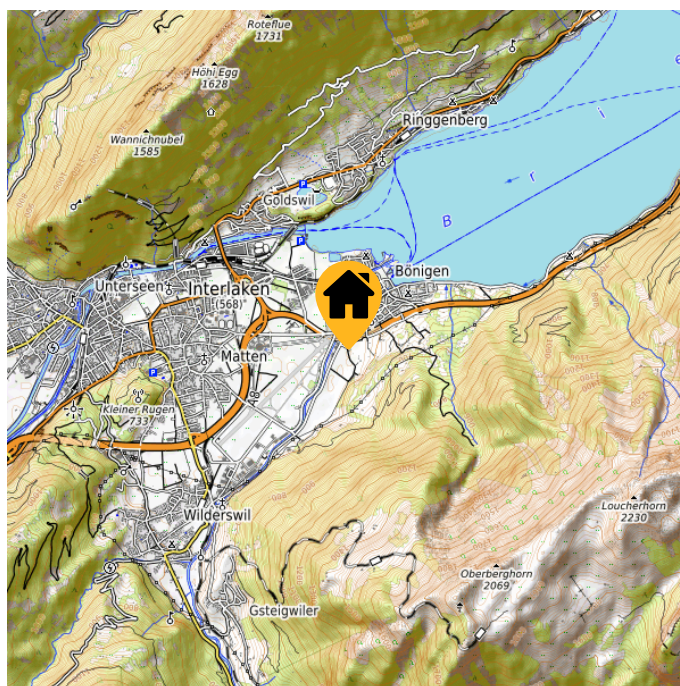 Roteflue
1731
Höhi Egg
1628
Ringgenberg
Wannichnubel
1585
P
Goldswil
B r i e
P
Bönigen
Unterseen
Interlaken
(568)
Matten
P
Kleiner Rugen
733
A8
Wilderswil
Loucherhorn
2230
Oberberghorn
2069
Gsteigwiler